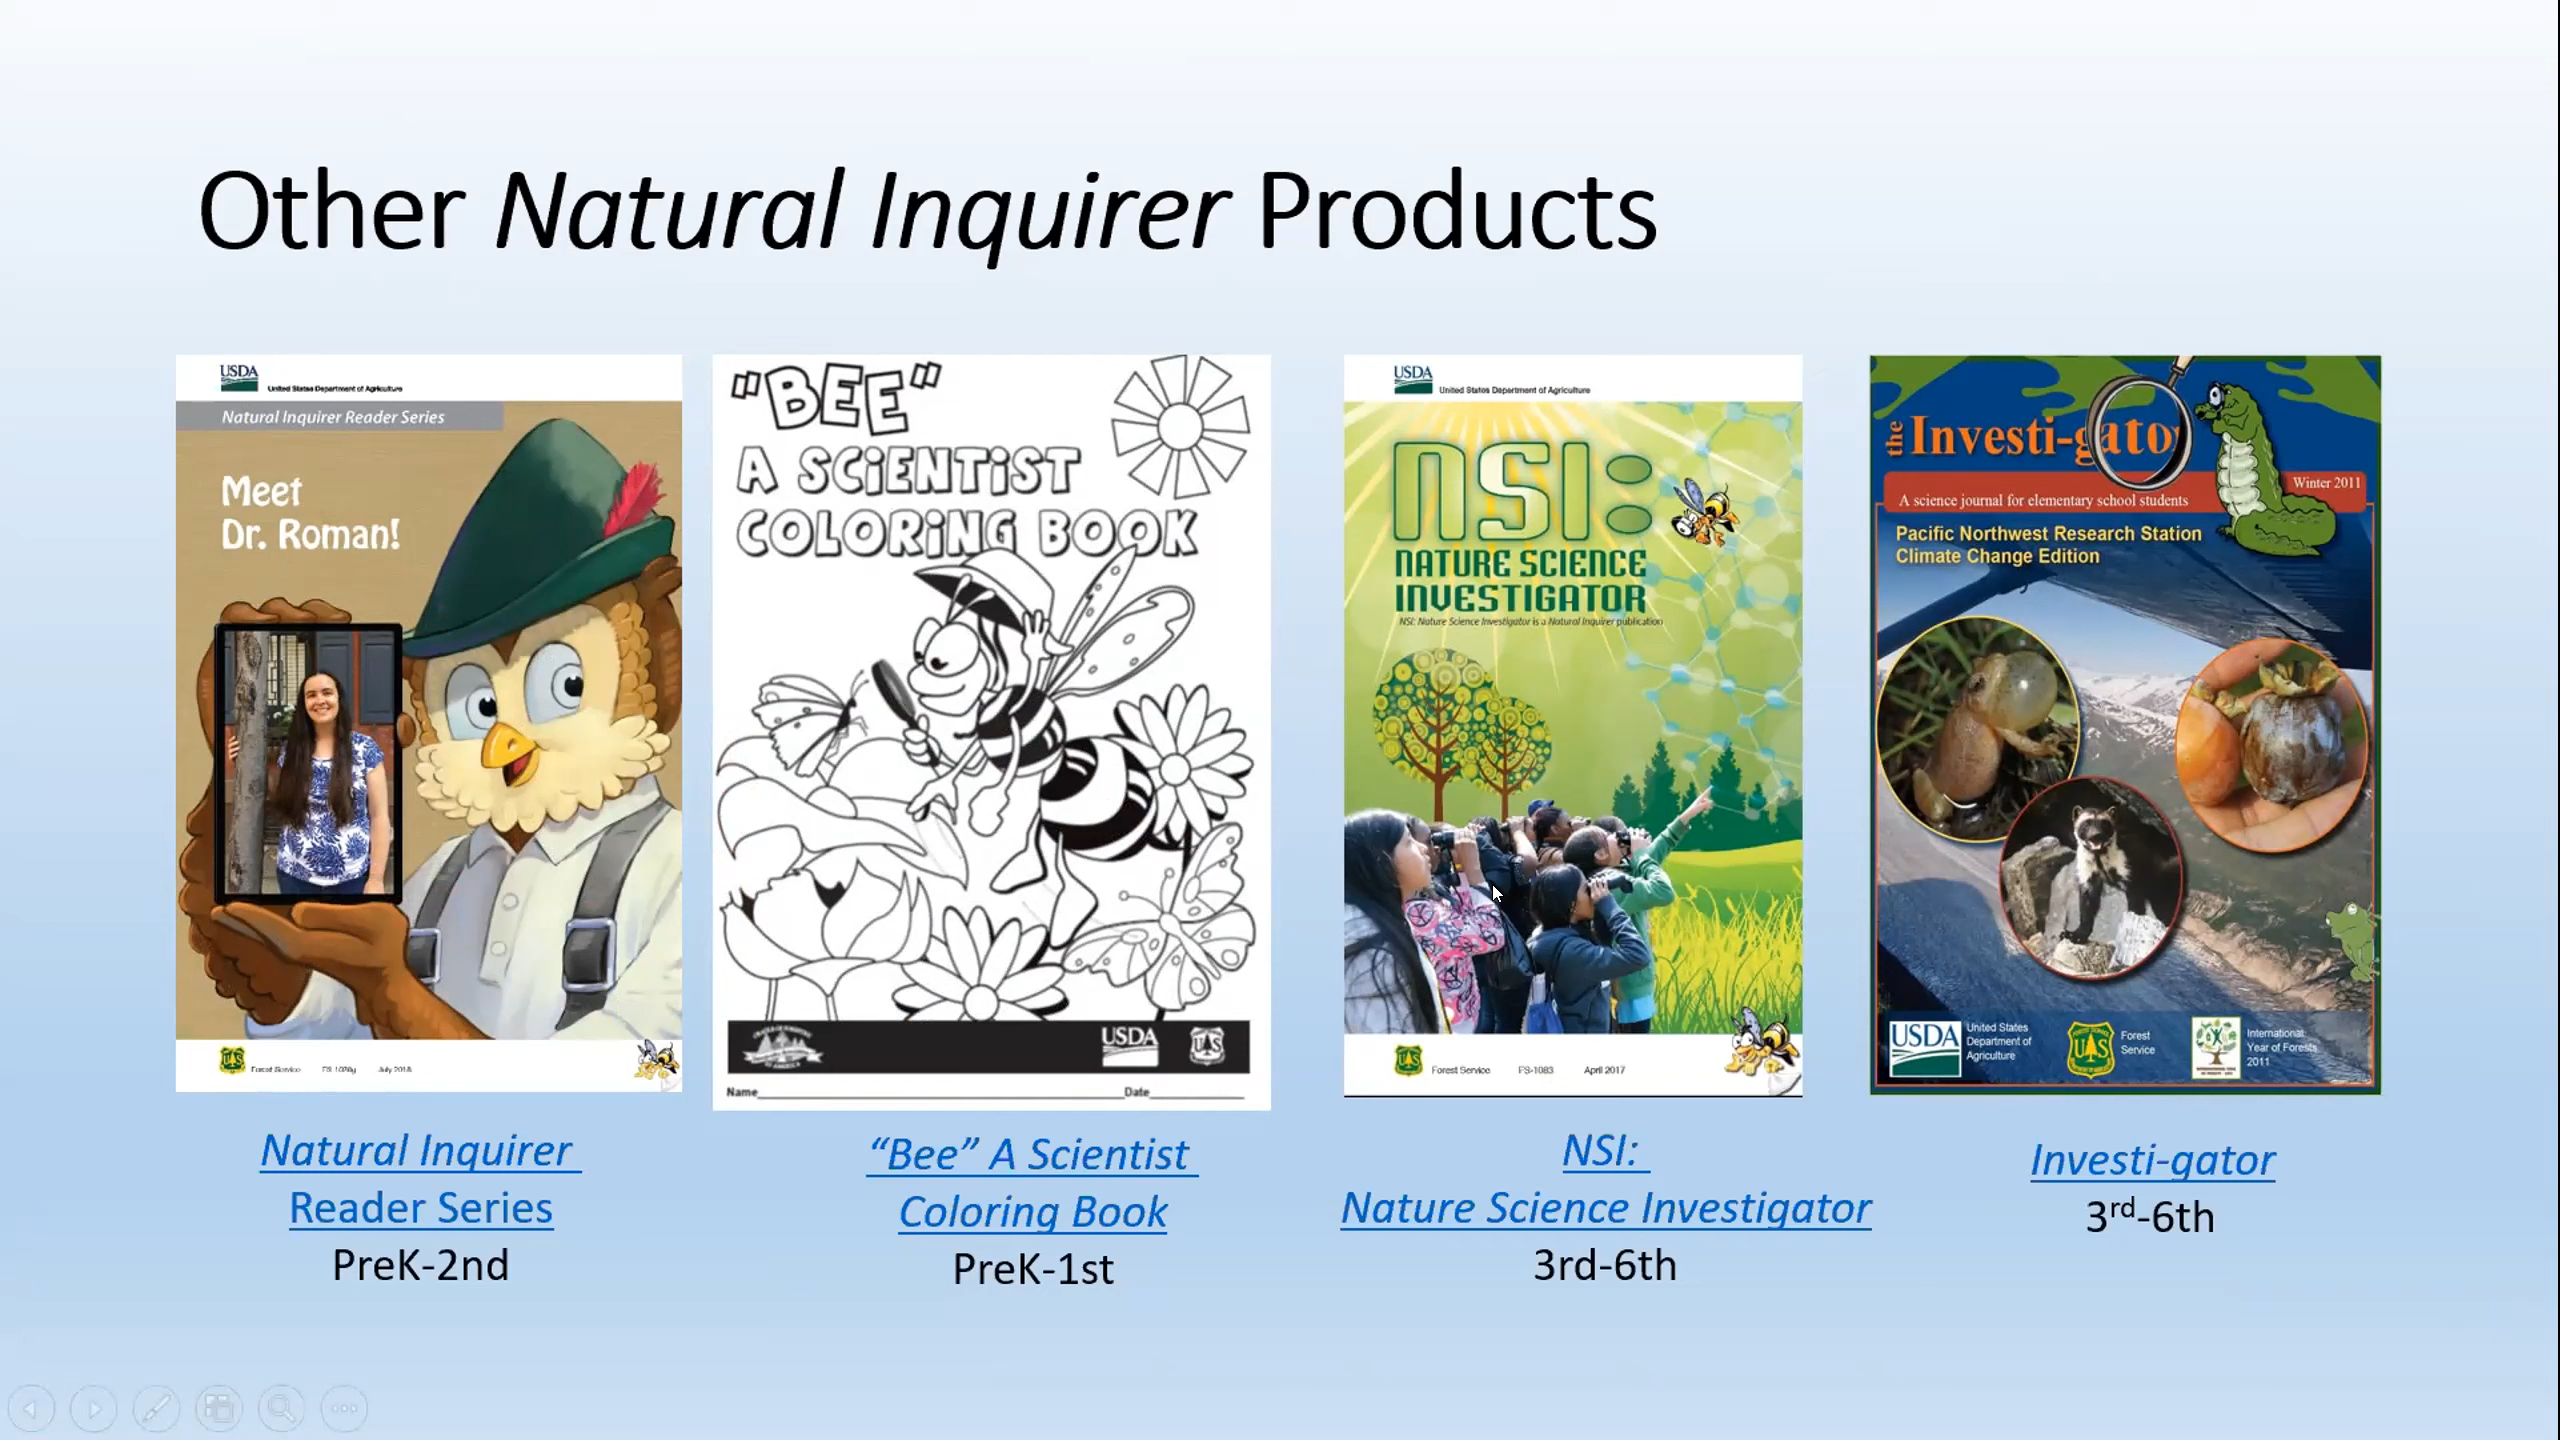 Other Natural Inquirer Products
USDA
United States Department of Agriculture
Natural Inquirer Reader Series
Meet
Dr. Roman!
Forest Service
July 2018
"BEE"
A SCiENTiST
COLORiNG BOOK
USDA
Name
Date
USDA
United States Department of Agriculture
NSI:
NATURE SCIENCE
INVESTIGATOR
NSI: Nature Science Investigator is a Natural Inquirer publication
Forest Service FS-1083 April 2017
the Investi-gator
Winter 2011
A science journal for elementary school students
Pacific Northwest Research Station
Climate Change Edition
USDA
United States
Department of
Agriculture
Forest
Service
International
Year of Forests
2011
Natural Inquirer
Reader Series
PreK-2nd
“Bee” A Scientist
Coloring Book
PreK-1st
NSI:
Nature Science Investigator
3rd-6th
Investi-gator
3rd-6th